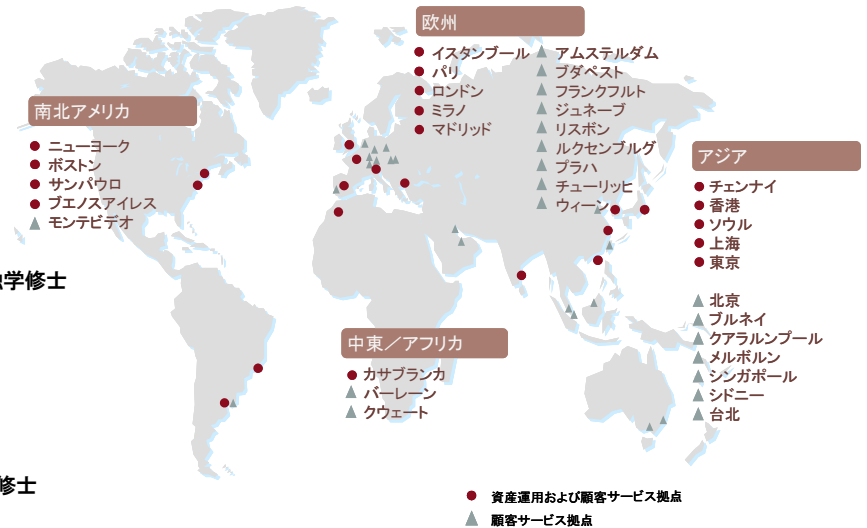 欧州
イスタンブール
パリ
ロンドン
ミラノ
マドリッド
アムステルダム
ブダペスト
フランクフルト
ジュネーブ
リスボン
ルクセンブルグ
プラハ
チューリッヒ
ウィーン
南北アメリカ
ニューヨーク
ボストン
サンパウロ
ブエノスアイレス
モンテビデオ
アジア
チェンナイ
香港
ソウル
上海
東京
北京
ブルネイ
クアラルンプール
メルボルン
シンガポール
シドニー
台北
学修士
中東／アフリカ
カサブランカ
バーレーン
クウェート
修士
資産運用および顧客サービス拠点
顧客サービス拠点